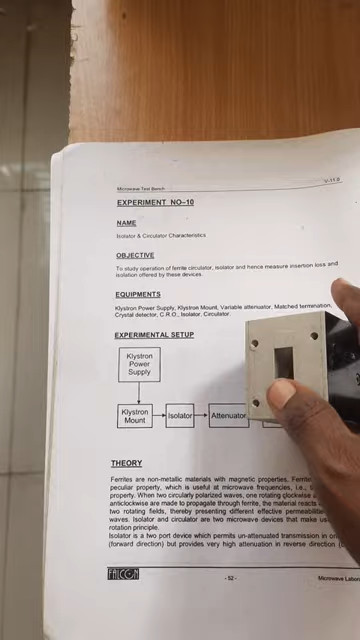 Microwave Test Bench
V-11.0
EXPERIMENT NO-10
NAME
Isolator & Circulator Characteristics
OBJECTIVE
To study operation of ferrite circulator, isolator and hence measure insertion loss and
isolation offered by these devices
EQUIPMENTS
Klystron Power Supply, Klystron Mount, Variable attenuator, Matched termination,
Crystal detector, C.R.O., Isolator, Circulator
EXPERIMENTAL SETUP
Klystron
Power
Supply
Klystron
Mount
Isolator
Attenuator
THEORY
Ferrites are non-metallic materials with magnetic properties.
peculiar property, which is useful at microwave frequencies, i.e.,
property. When two circularly polarized waves, one rotating clockwise
anticlockwise are made to propagate through ferrite, the material reacts
two rotating fields, thereby presenting different effective
waves. Isolator and circulator are two microwave devices that make
rotation principle.
Isolator is a two port device which permits un-attenuated transmission in
(forward direction) but provides very high attenuation in reverse direction
FALCON
- 52 -
Microwave